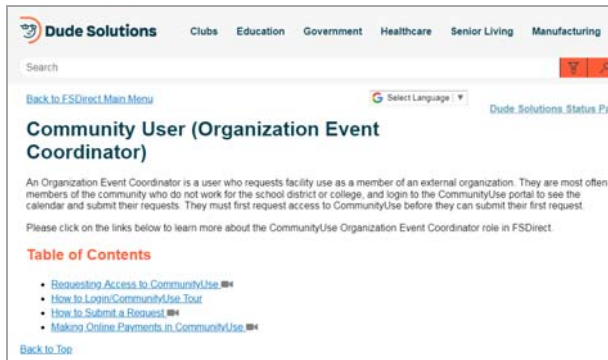 Dude Solutions Clubs Education Government Healthcare Senior Living Manufacturing
Search
Back to FSDirect Main Menu
Select Language
Dude Solutions Status
Community User (Organization Event
Coordinator)
An Organization Event Coordinator is a user who requests facility use as a member of an external organization. They are most often
members of the community who do not work for the school district or college, and login to the CommunityUse portal to see the
calendar and submit their requests. They must first request access to CommunityUse before they can submit their first request.
Please click on the links below to learn more about the CommunityUse Organization Event Coordinator role in FSDirect.
Table of Contents
Requesting Access to CommunityUse
How to Login/CommunityUse Tour
How to Submit a Request
Making Online Payments in CommunityUse
Back to Top